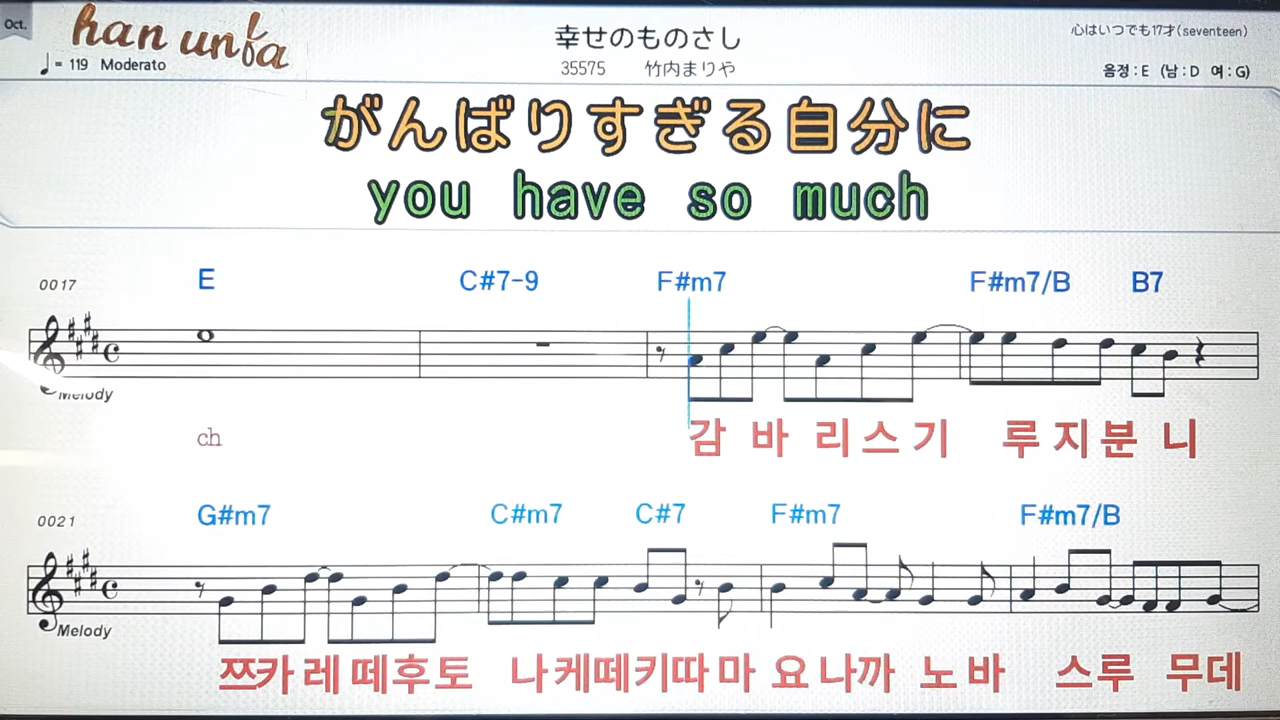 Oct.
han unfa
= 119 Moderato
幸せのものさし
35575 竹内まりや
心はいつでも17才(seventeen)
음정:E (남:D 여:G)
がんばりすぎる自分に
you have so much
0017 E C#7-9 F#m7 F#m7/B B7
Melody
ch 감 바 리 스 기 루 지 분 니
0021 G#m7 C#m7 C#7 F#m7 F#m7/B
Melody
쯔카 레 떼후토 나케떼키따 마 요 나까 노 바 스루 무데